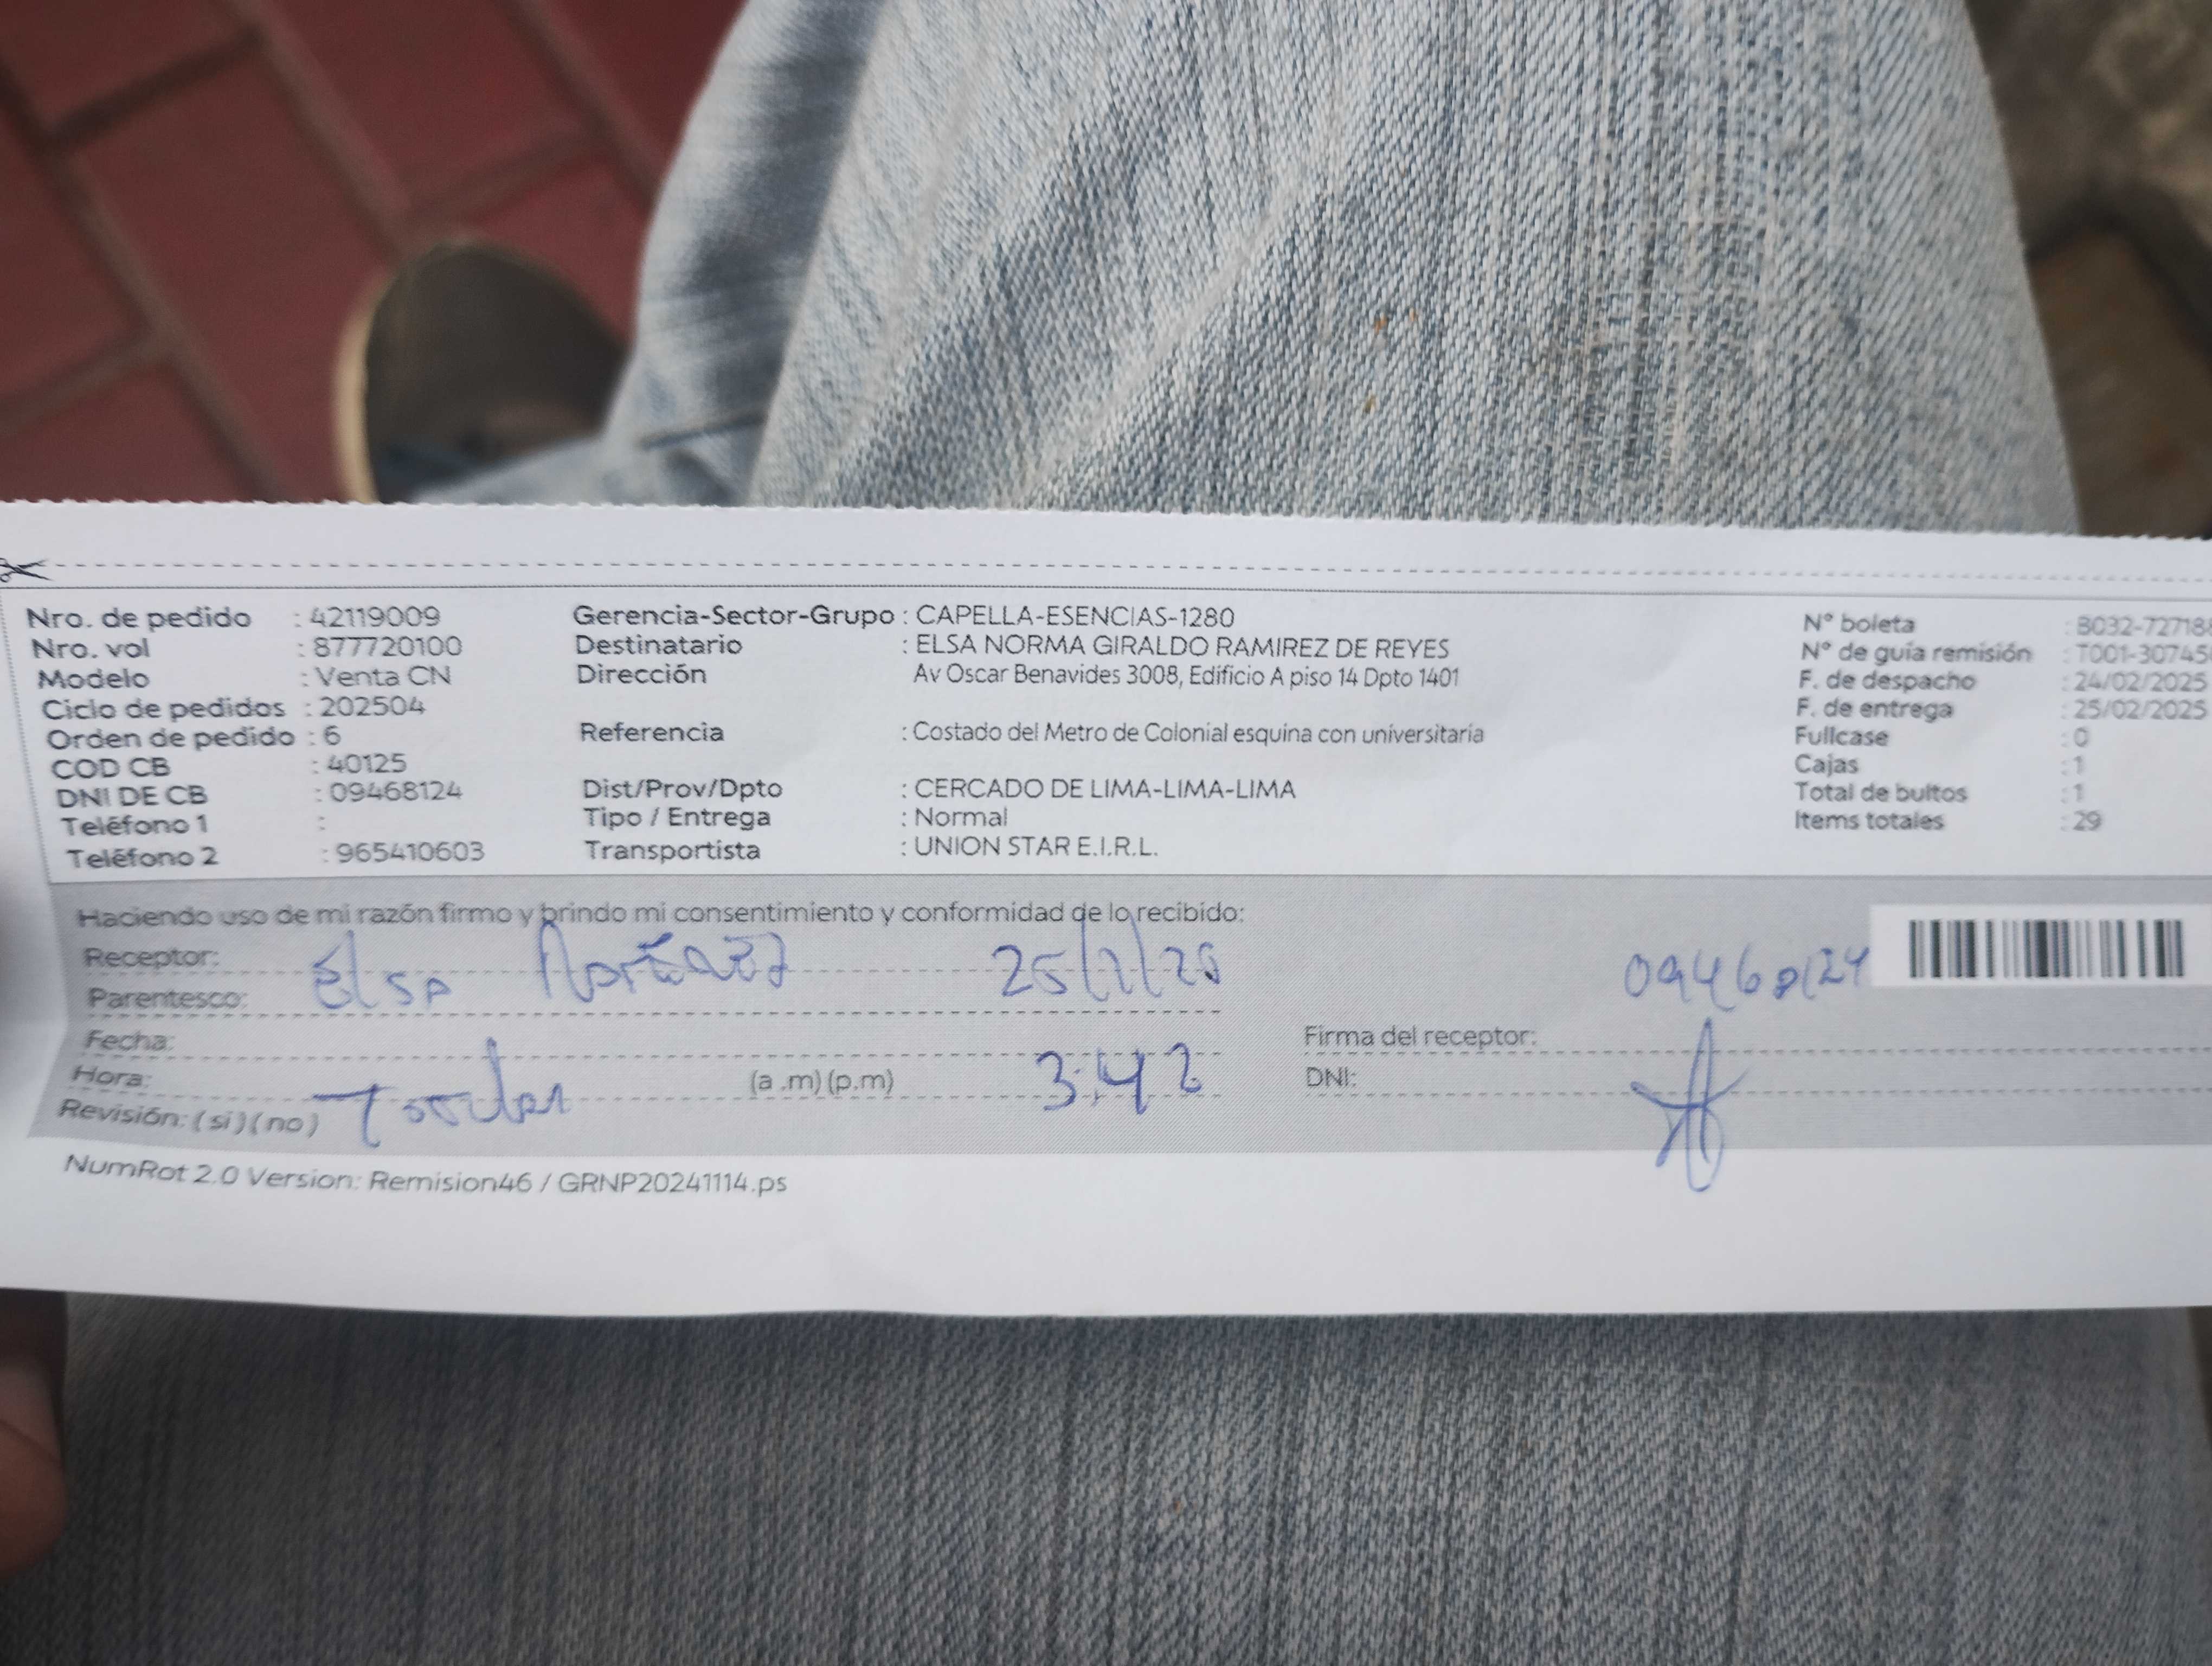 Nro. de pedido : 42119009
Nro. vol : 877720100
Modelo : Venta CN
Ciclo de pedidos : 202504
Orden de pedido : 6
COD CB : 40125
DNI DE CB : 09468124
Teléfono 1 :
Teléfono 2 : 965410603
Gerencia-Sector-Grupo : CAPELLA-ESENCIAS-1280
Destinatario : ELSA NORMA GIRALDO RAMIREZ DE REYES
Dirección Av Oscar Benavides 3008, Edificio A piso 14 Dpto 1401
Referencia : Costado del Metro de Colonial esquina con universitaria
Dist/Prov/Dpto : CERCADO DE LIMA-LIMA-LIMA
Tipo / Entrega : Normal
Transportista : UNION STAR E.I.R.L.
N° boleta : B032-727188
N° de guía remisión : T001-30745
F. de despacho : 24/02/2025
F. de entrega : 25/02/2025
Fullcase : 0
Cajas : 1
Total de bultos : 1
Items totales : 29
Haciendo uso de mi razón firmo y brindo mi consentimiento y conformidad de lo recibido:
Receptor:
Parentesco: Elsa
Fecha:
Hora: (a .m) (p.m) 3:42
Revisión: ( si ) ( no )
09468124
Firma del receptor:
DNI:
NumRot 2.0 Version: Remision46 / GRNP20241114.ps